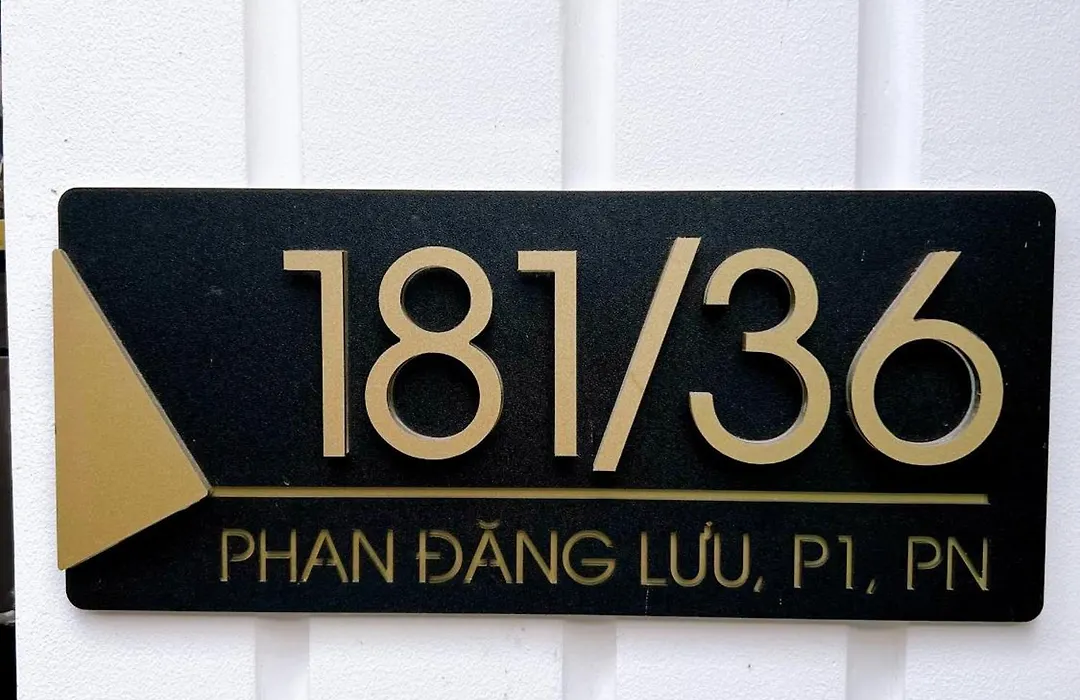 181/36
PHAN ĐĂNG LƯU, P1, PN